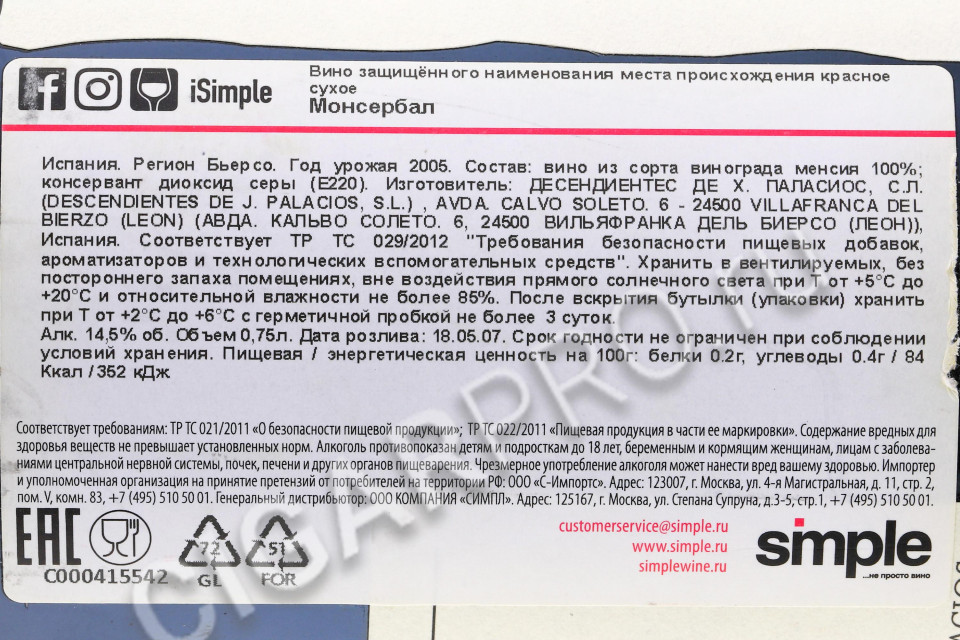 iSimple
Вино защищённого наименования места происхождения красное
сухое
Монсербал
Испания. Регион Бьерсо. Год урожая 2005. Состав: вино из сорта винограда менсия 100%;
консервант диоксид серы (Е220). Изготовитель: ДЕСЕНДИЕНТЕС ДЕ Х. ПАЛАСИОС, С.Л.
(DESCENDIENTES DE J. PALACIOS, S.L.) , AVDA. CALVO SOLETO. 6 - 24500 VILLAFRANCA DEL
BIERZO (LEON) (АВДА. КАЛЬВО СОЛЕТО. 6, 24500 ВИЛЬЯФРАНКА ДЕЛЬ БИЕРСО (ЛЕОН)),
Испания. Соответствует ТР ТС 029/2012 "Требования безопасности пищевых добавок,
ароматизаторов и технологических вспомогательных средств". Хранить в вентилируемых, без
постороннего запаха помещениях, вне воздействия прямого солнечного света при Т от +5°С до
+20°С и относительной влажности не более 85%. После вскрытия бутылки (упаковки) хранить
при Т от +2°С до +6°С с герметичной пробкой не более 3 суток.
Алк. 14,5% об. Объем 0,75л. Дата розлива: 18.05.07. Срок годности не ограничен при соблюдении
условий хранения. Пищевая / энергетическая ценность на 100г: белки 0.2г, углеводы 0.4г / 84
Ккал / 352 кДж
Соответствует требованиям: ТР ТС 021/2011 «О безопасности пищевой продукции»; ТР ТС 022/2011 «Пищевая продукция в части ее маркировки». Содержание вредных для
здоровья веществ не превышает установленных норм. Алкоголь противопоказан детям и подросткам до 18 лет, беременным и кормящим женщинам, лицам с заболева-
ниями центральной нервной системы, почек, печени и других органов пищеварения. Чрезмерное употребление алкоголя может нанести вред вашему здоровью. Импортер
и уполномоченная организация на принятие претензий от потребителей на территории РФ: ООО «С-Импортс». Адрес: 123007, г. Москва, ул. 4-я Магистральная, д. 11, стр. 2,
пом. V, комн. 83, +7 (495) 510 50 01. Генеральный дистрибьютор: ООО КОМПАНИЯ «СИМПЛ». Адрес: 125167, г. Москва, ул. Степана Супруна, д.3-5, стр.1, +7 (495) 510 50 01.
EAC
72
GL
51
FOR
C000415542
customerservice@simple.ru
www.simple.ru
simplewine.ru
simple
...не просто вино
CIGARPRO.ru